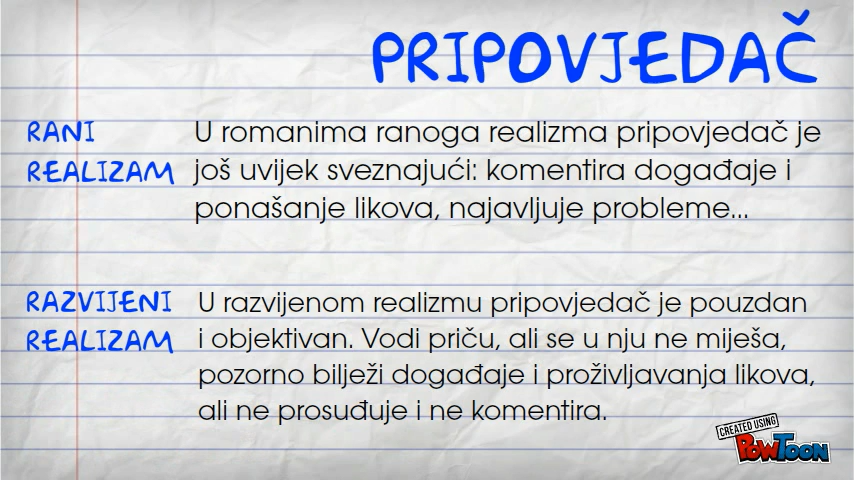 PRIPOVJEDAČ
RANI
REALIZAM
U romanima ranoga realizma pripovjedač je
još uvijek sveznajući: komentira događaje i
ponašanje likova, najavljuje probleme...
RAZVIJENI
REALIZAM
U razvijenom realizmu pripovjedač je pouzdan
i objektivan. Vodi priču, ali se u nju ne miješa,
pozorno bilježi događaje i proživljavanja likova,
ali ne prosuđuje i ne komentira.
CREATED USING
POWTOON